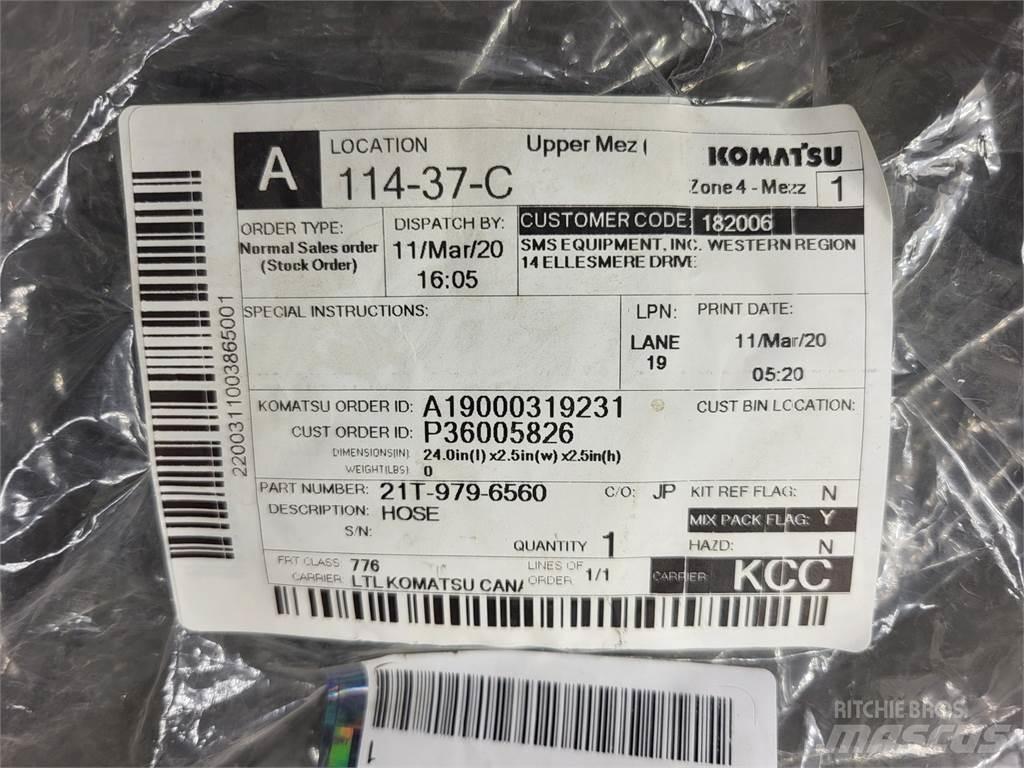 A
LOCATION
114-37-C
Upper Mez (
KOMATSU
Zone 4 - Mezz
1
ORDER TYPE:
Normal Sales order
(Stock Order)
DISPATCH BY:
11/Mar/20
16:05
CUSTOMER CODE: 182006
SMS EQUIPMENT, INC. WESTERN REGION
14 ELLESMERE DRIVE
SPECIAL INSTRUCTIONS:
LPN:
LANE
19
PRINT DATE:
11/Mar/20
05:20
KOMATSU ORDER ID: A19000319231
CUST BIN LOCATION:
CUST ORDER ID: P36005826
DIMENSIONS(IN) 24.0in(l) x2.5in(w) x2.5in(h)
WEIGHT(LBS) 0
PART NUMBER: 21T-979-6560
C/O: JP
KIT REF FLAG: N
DESCRIPTION: HOSE
MIX PACK FLAG: Y
S/N:
QUANTITY 1
HAZD: N
FRT CLASS 776
CARRIER: LTL KOMATSU CANA
LINES OF
ORDER 1/1
CARRIER KCC
2200311003865001
1
RITCHIE BROS.
mascus